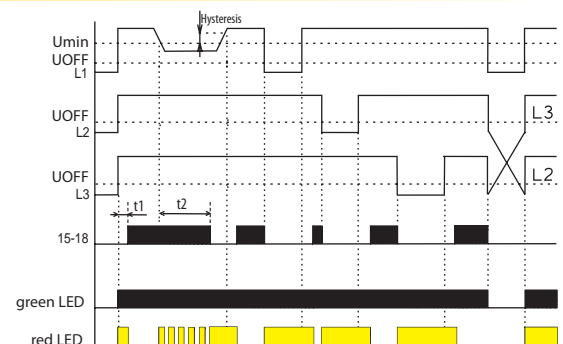 Hysteresis
Umin
UOFF
L1
UOFF
L2
L3
UOFF
L3
L2
t1
t2
15-18
green LED
red LED